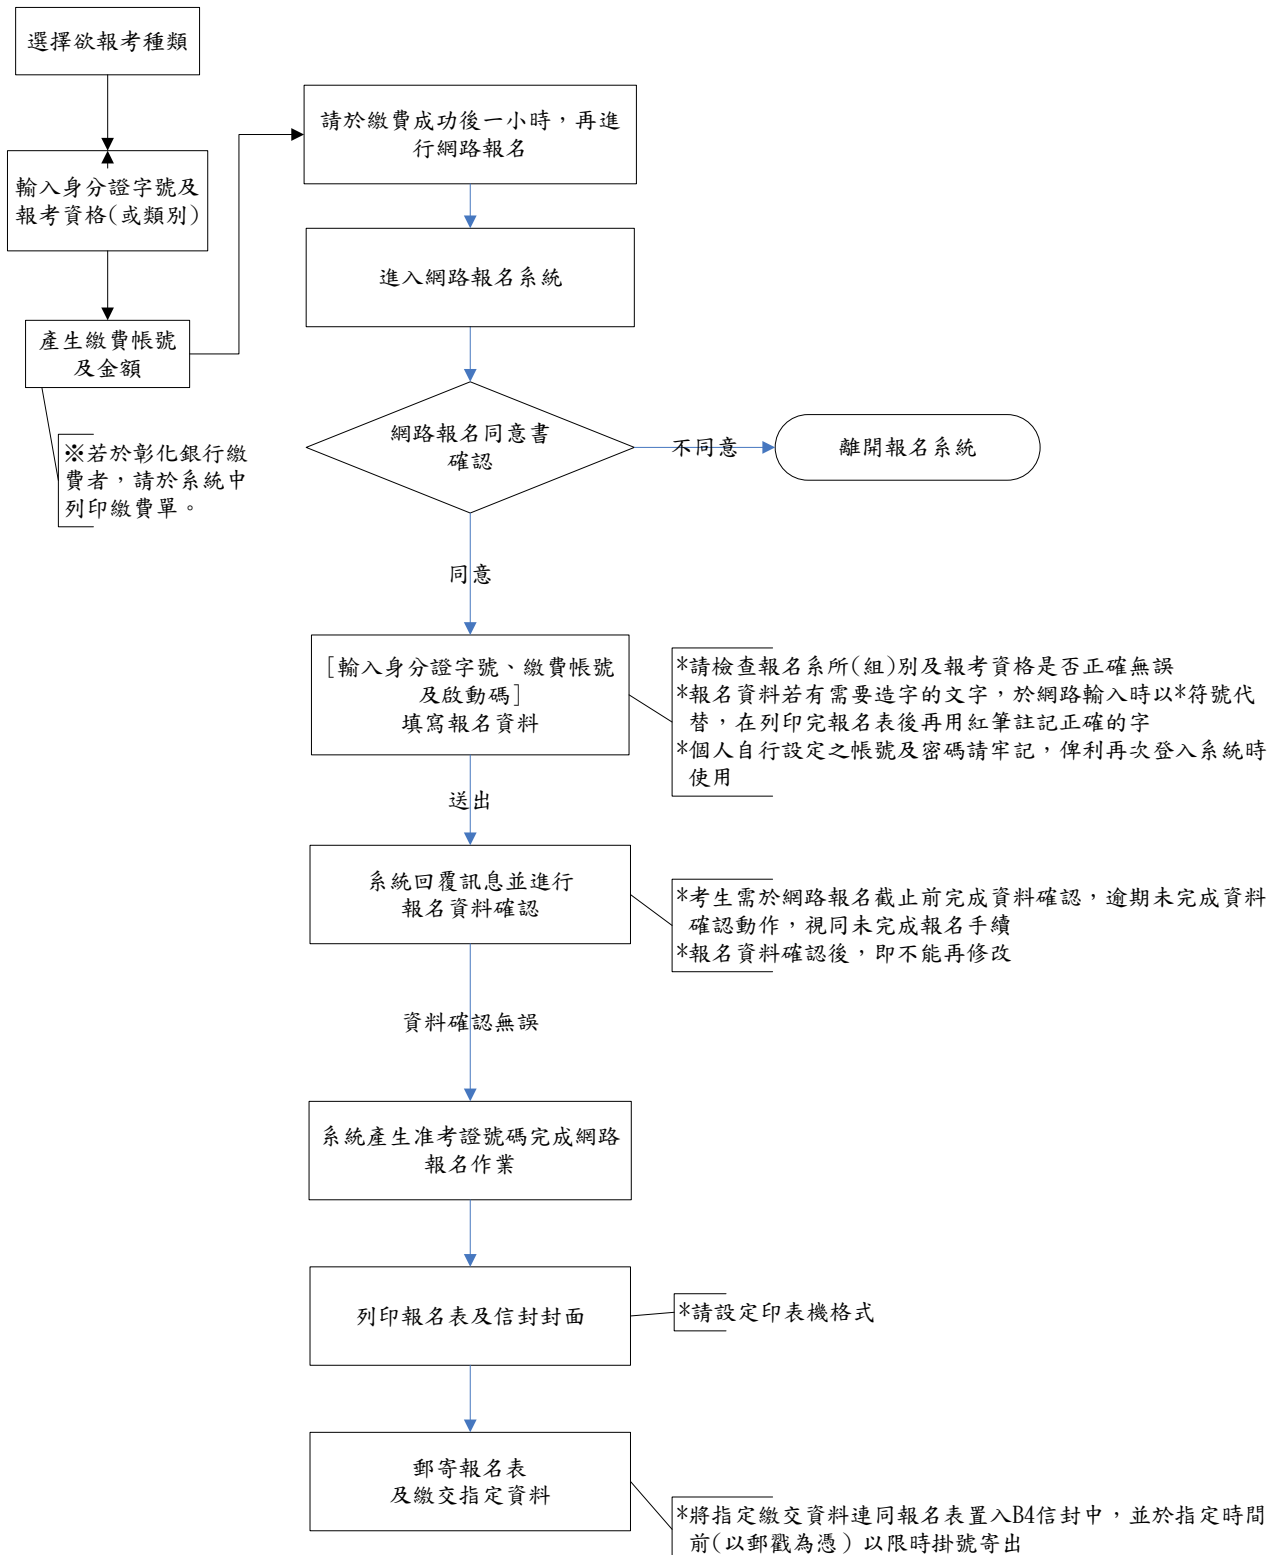 選擇欲報考種類
輸入身分證字號及
報考資格(或類別)
產生繳費帳號
及金額
※若於彰化銀行繳
費者，請於系統中
列印繳費單。
請於繳費成功後一小時，再進
行網路報名
進入網路報名系統
網路報名同意書
確認
不同意
離開報名系統
同意
[輸入身分證字號、繳費帳號
及啟動碼]
填寫報名資料
*請檢查報名系所(組)別及報考資格是否正確無誤
*報名資料若有需要造字的文字，於網路輸入時以*符號代
替，在列印完報名表後再用紅筆註記正確的字
*個人自行設定之帳號及密碼請牢記，俾利再次登入系統時
使用
送出
系統回覆訊息並進行
報名資料確認
*考生需於網路報名截止前完成資料確認，逾期未完成資料
確認動作，視同未完成報名手續
*報名資料確認後，即不能再修改
資料確認無誤
系統產生准考證號碼完成網路
報名作業
列印報名表及信封封面
*請設定印表機格式
郵寄報名表
及繳交指定資料
*將指定繳交資料連同報名表置入B4信封中，並於指定時間
前(以郵戳為憑)以限時掛號寄出